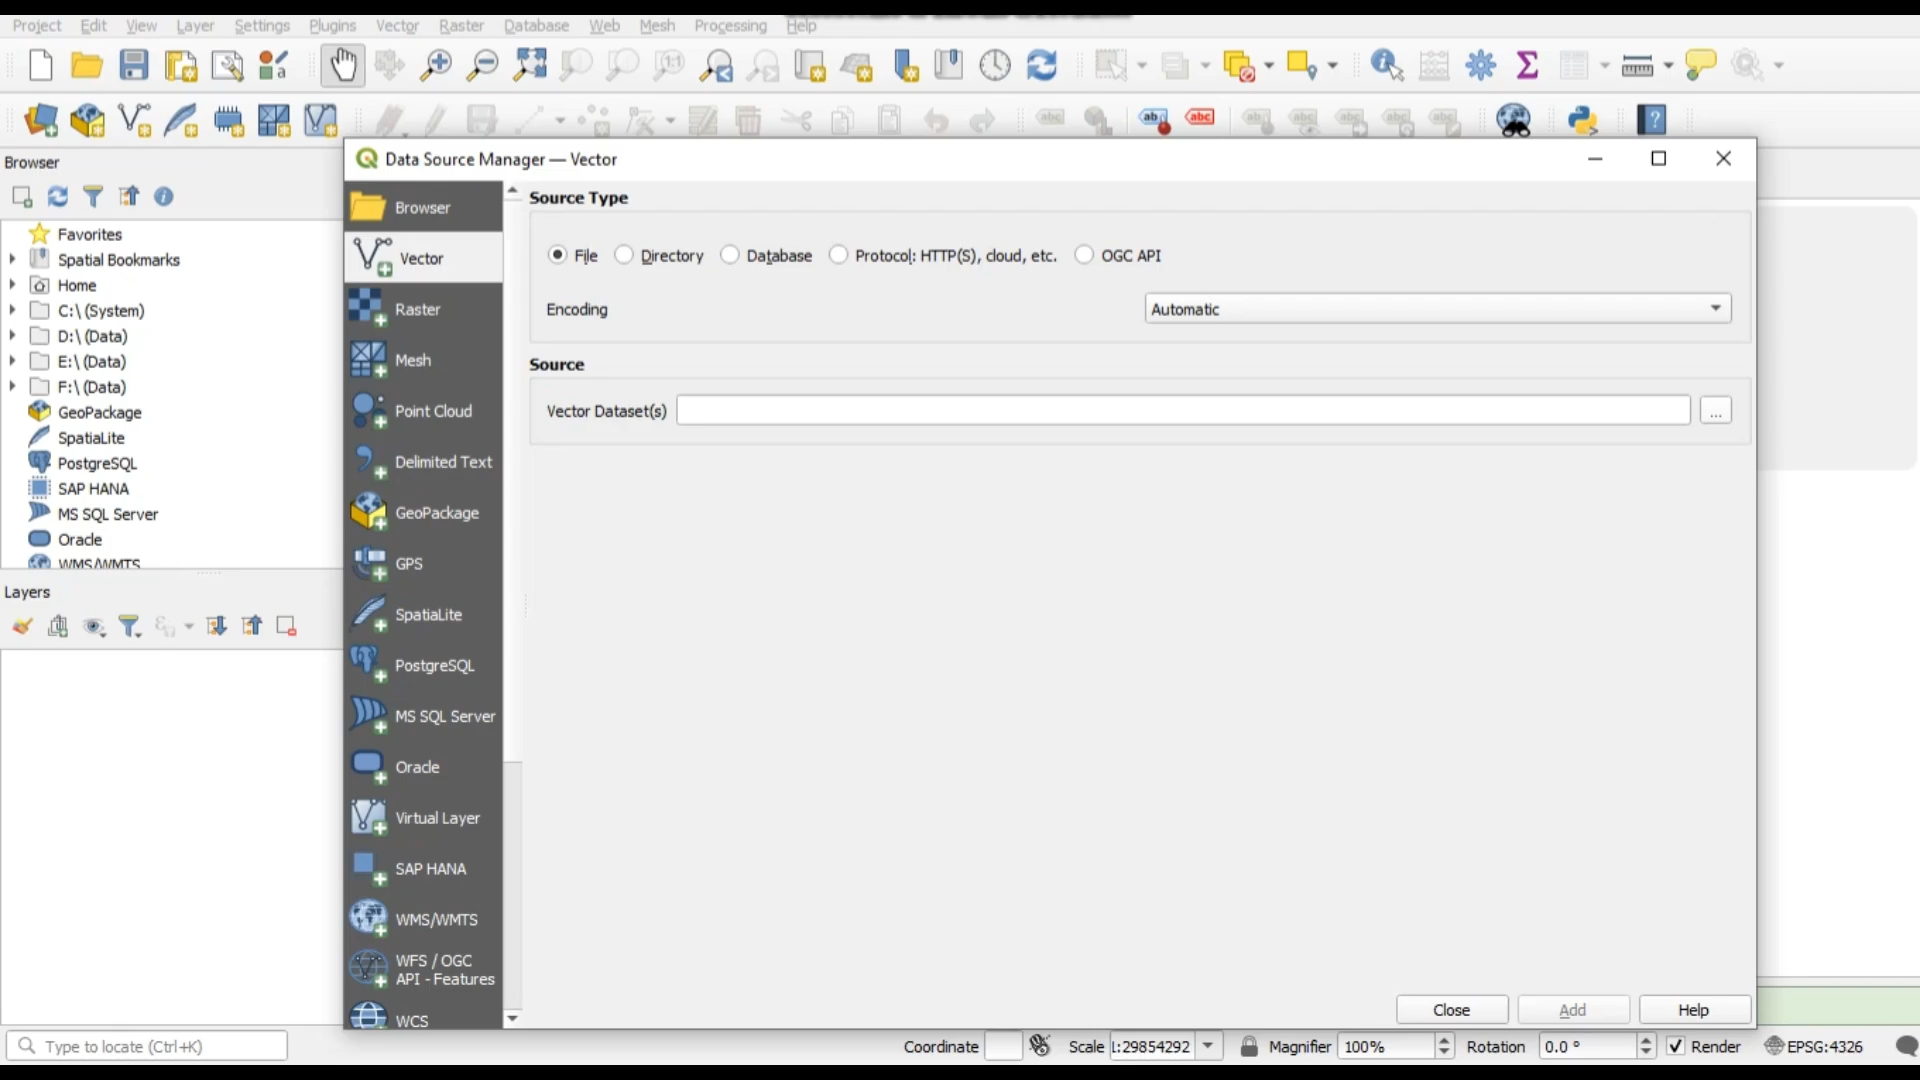 Project Edit View Layer Settings Plugins Vector Raster Database Web Mesh Processing Help
Browser
Favorites
Spatial Bookmarks
Home
C:\ (System)
D:\ (Data)
E:\ (Data)
F:\ (Data)
GeoPackage
SpatiaLite
PostgreSQL
SAP HANA
MS SQL Server
Oracle
WMS/WMTS
Layers
Data Source Manager — Vector
Browser
Vector
Raster
Mesh
Point Cloud
Delimited Text
GeoPackage
GPS
SpatiaLite
PostgreSQL
MS SQL Server
Oracle
Virtual Layer
SAP HANA
WMS/WMTS
WFS / OGC
API - Features
WCS
Source Type
File Directory Database Protocol: HTTP(S), cloud, etc. OGC API
Encoding Automatic
Source
Vector Dataset(s) ...
Close Add Help
Type to locate (Ctrl+K) Coordinate Scale 1:29854292 Magnifier 100% Rotation 0.0 ° Render EPSG:4326